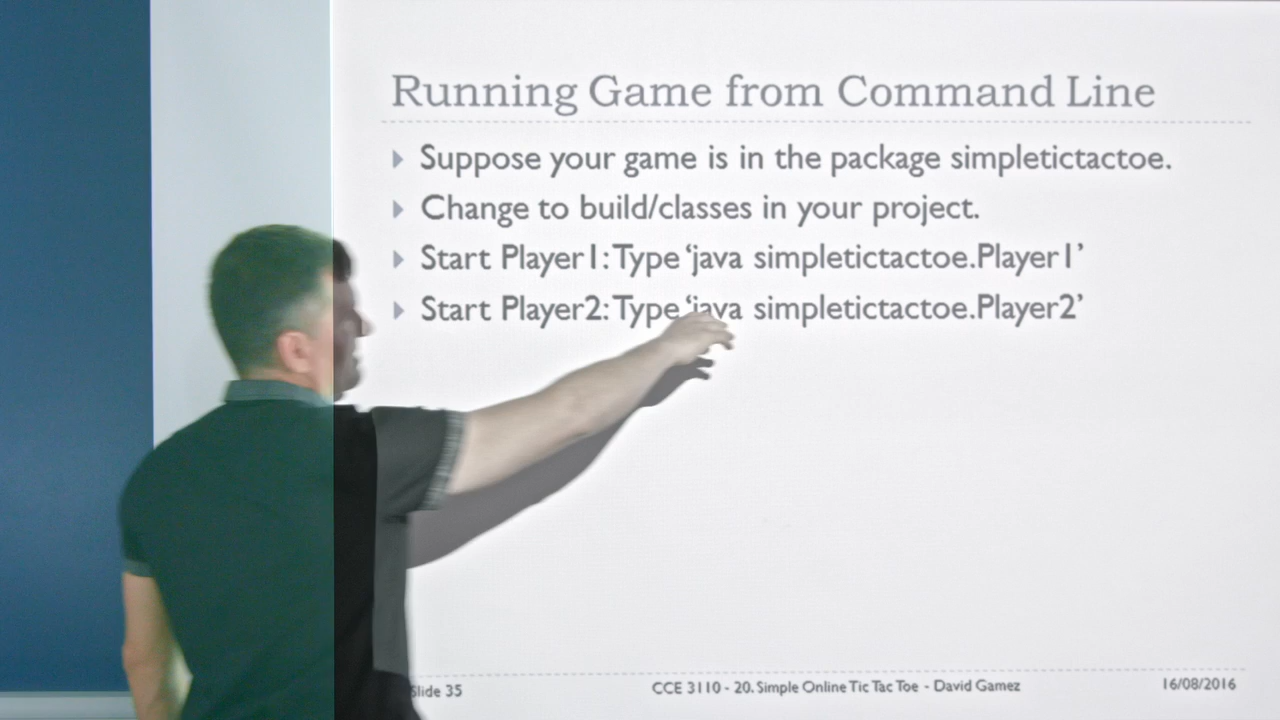 Running Game from Command Line
Suppose your game is in the package simpletictactoe.
Change to build/classes in your project.
Start Player1: Type ‘java simpletictactoe.Player1’
Start Player2: Type ‘java simpletictactoe.Player2’
Slide 35
CCE 3110 - 20. Simple Online Tic Tac Toe - David Gamez
16/08/2016